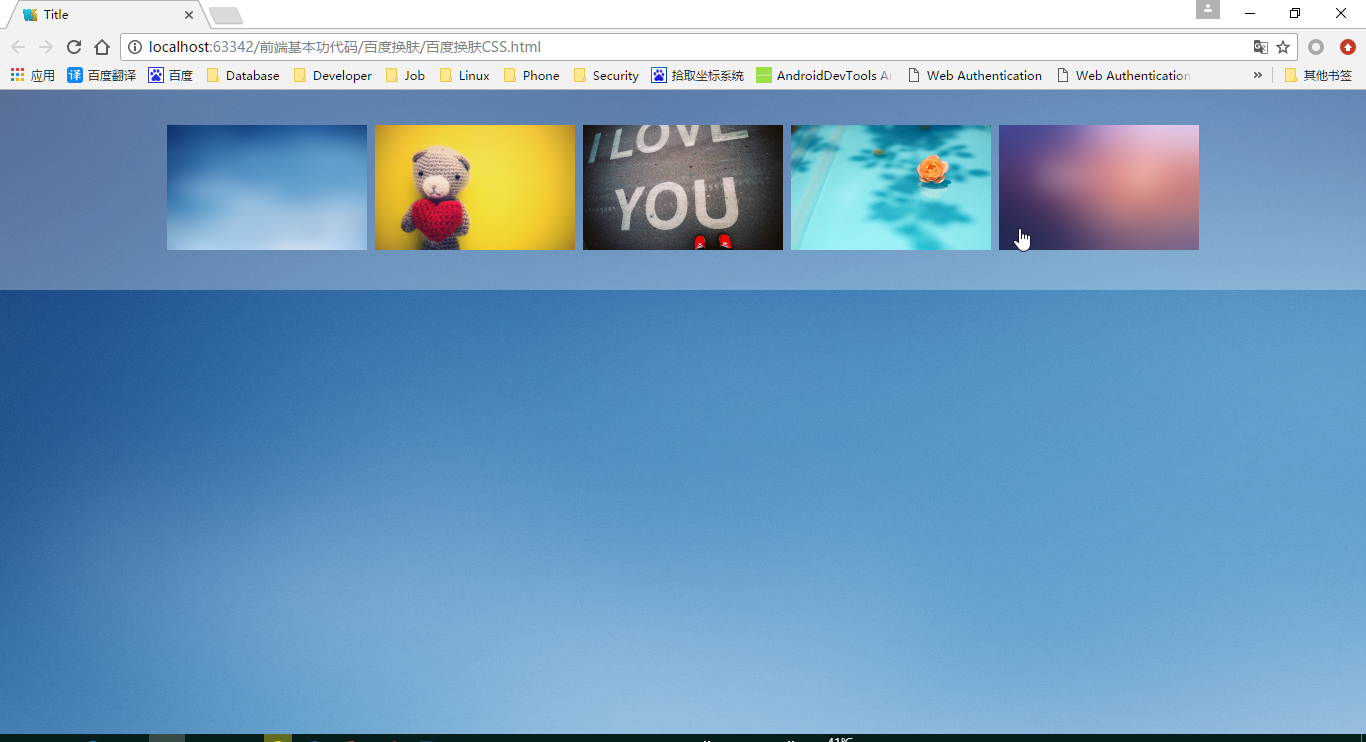 Title
localhost:63342/前端基本功代码/百度换肤/百度换肤CSS.html
应用 译 百度翻译 百度 Database Developer Job Linux Phone Security 拾取坐标系统 AndroidDevTools Web Authentication Web Authentication » 其他书签
I LOVE
YOU